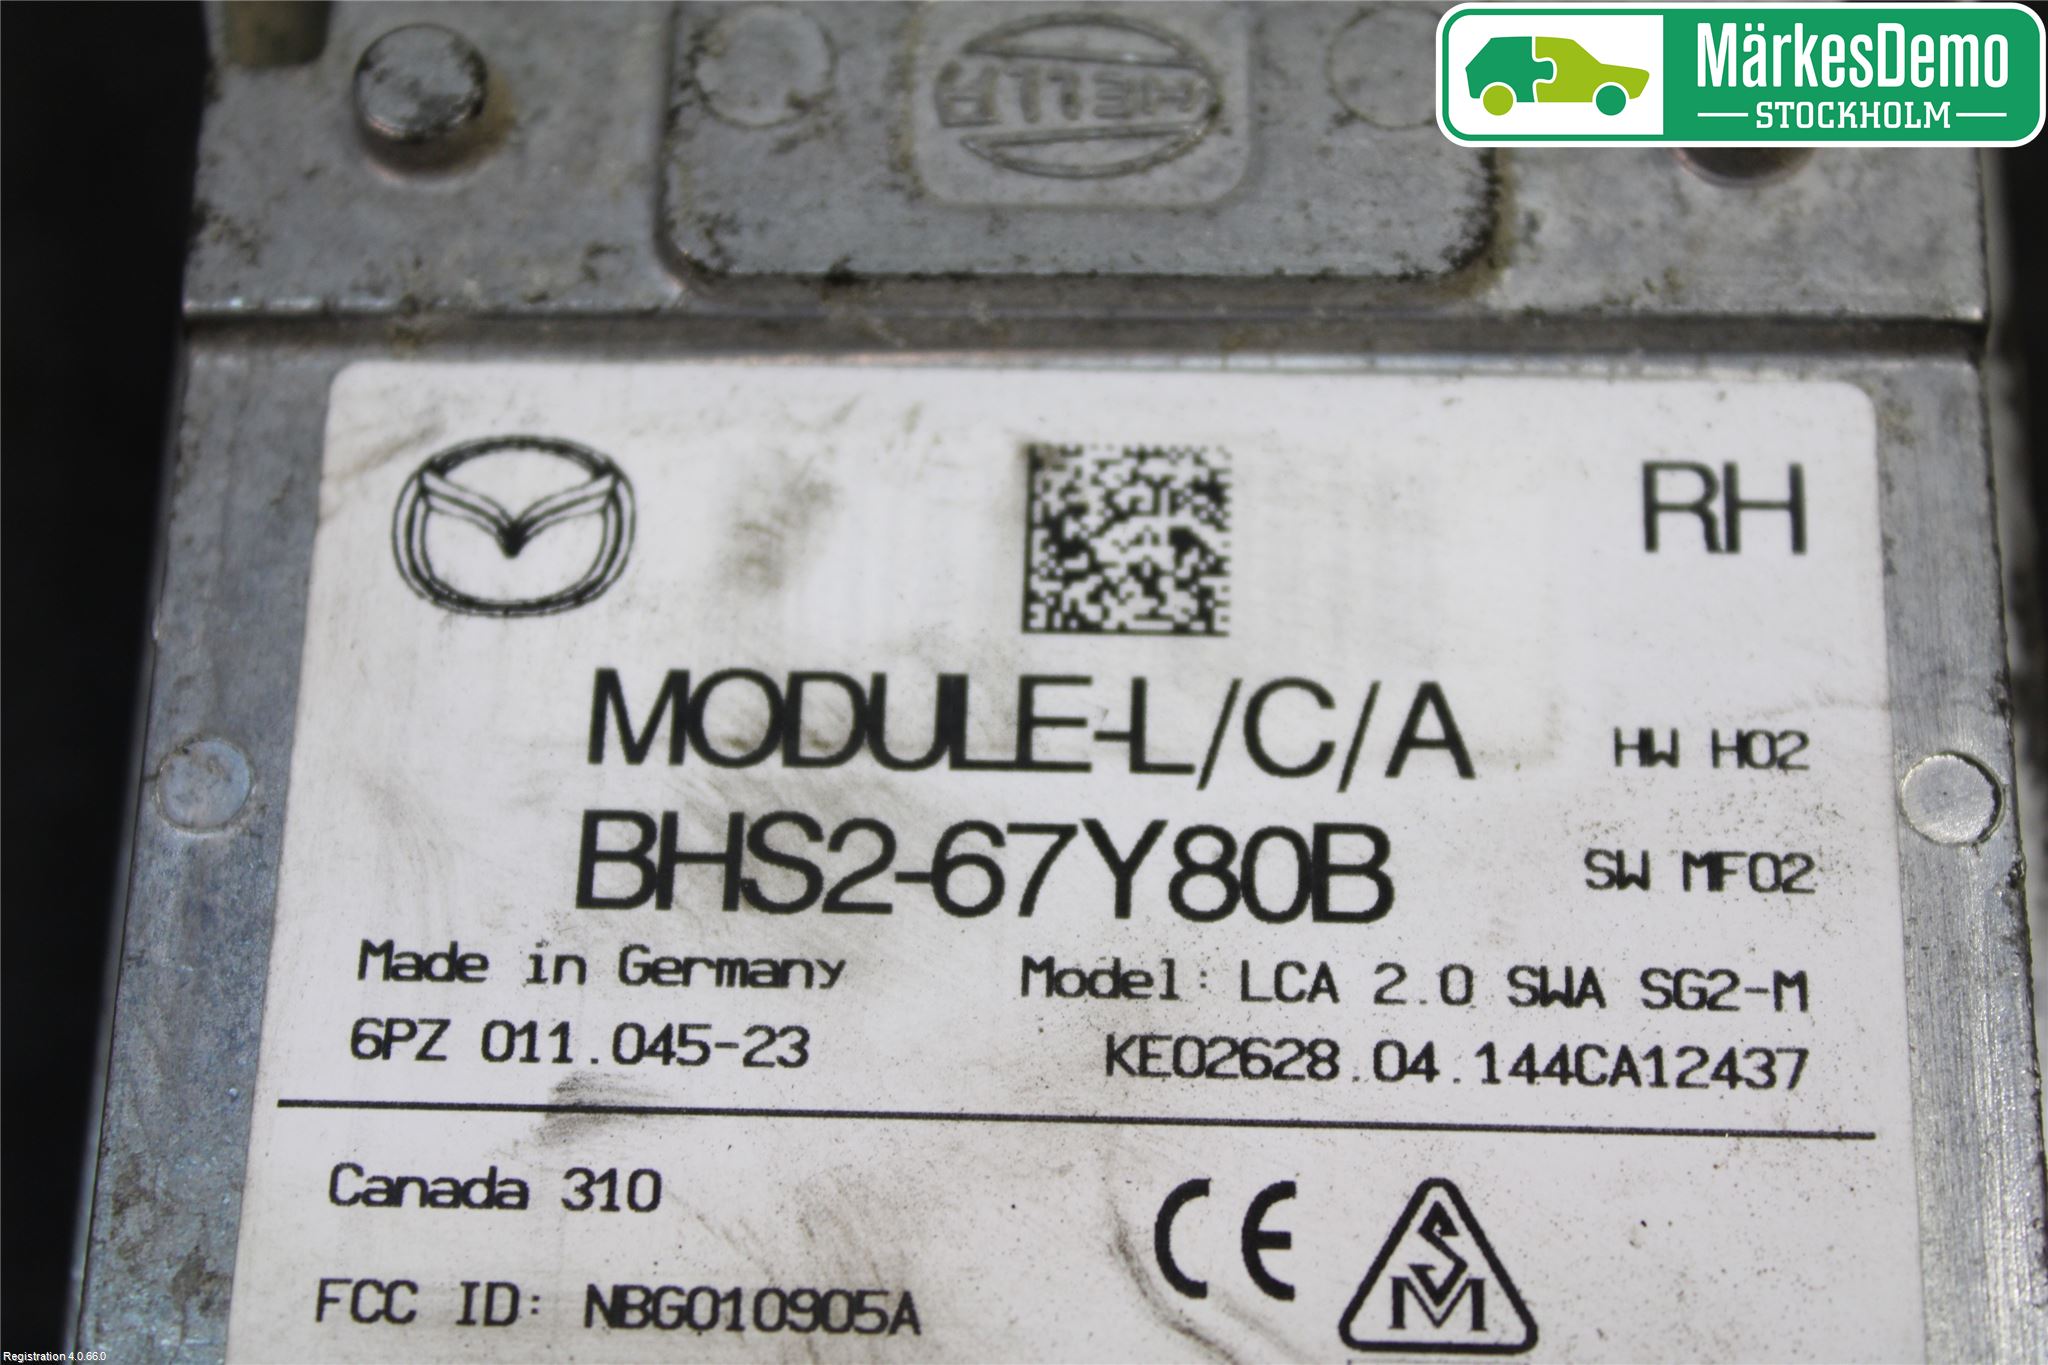 MärkesDemo
STOCKHOLM
HELLA
RH
MODULE-L/C/A
HW H02
BHS2-67Y80B
SW MF02
Made in Germany
Model: LCA 2.0 SWA SG2-M
6PZ 011.045-23
KE02628.04.144CA12437
Canada 310
CE
S
M
FCC ID: NBG010905A
Registration 4.0.66.0